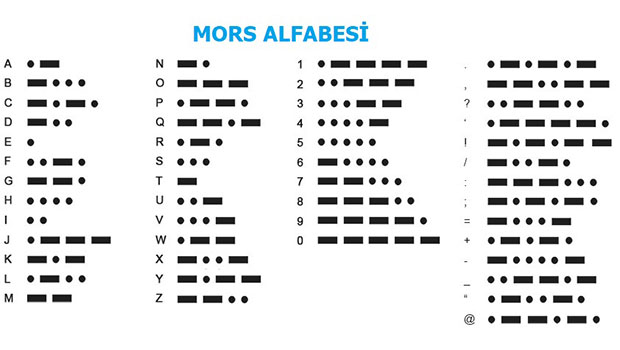 MORS ALFABESİ
A
B
C
D
E
F
G
H
I
J
K
L
M
N
O
P
Q
R
S
T
U
V
W
X
Y
Z
1
2
3
4
5
6
7
8
9
0
.
,
?
'
!
/
:
;
=
+
-
_
"
@